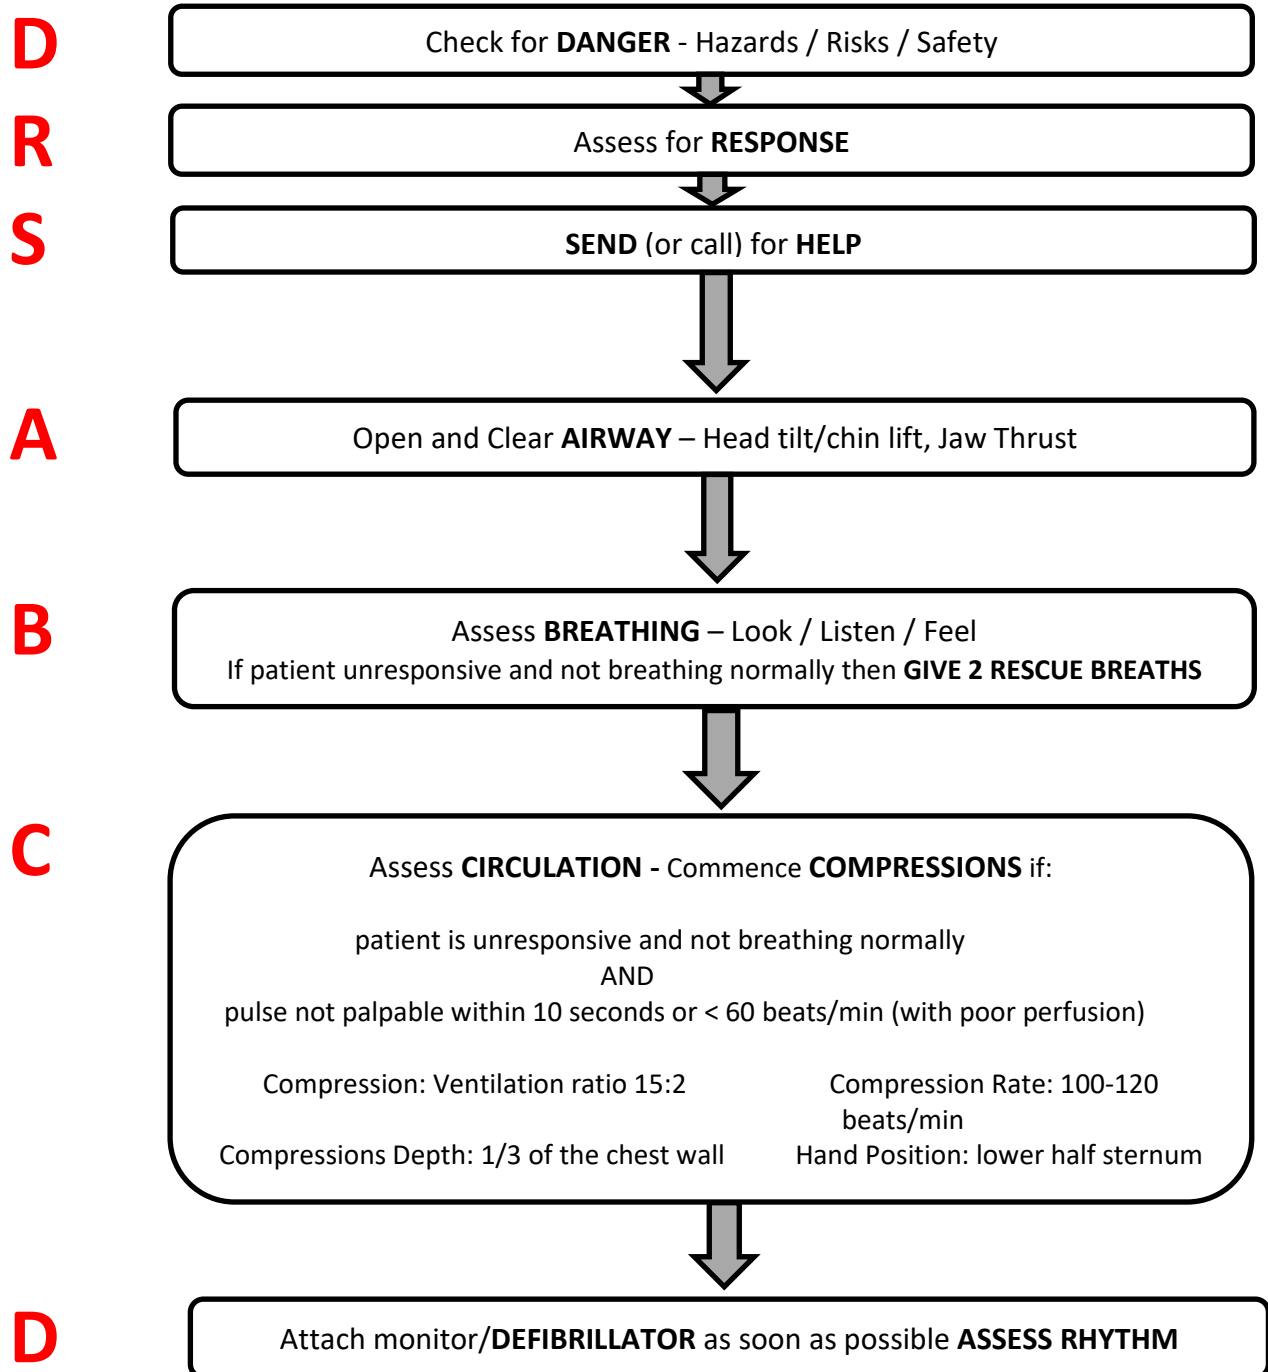 D
Check for DANGER - Hazards / Risks / Safety
R
Assess for RESPONSE
S
SEND (or call) for HELP
A
Open and Clear AIRWAY – Head tilt/chin lift, Jaw Thrust
B
Assess BREATHING – Look / Listen / Feel
If patient unresponsive and not breathing normally then GIVE 2 RESCUE BREATHS
C
Assess CIRCULATION - Commence COMPRESSIONS if:
patient is unresponsive and not breathing normally
AND
pulse not palpable within 10 seconds or < 60 beats/min (with poor perfusion)
Compression: Ventilation ratio 15:2
Compression Rate: 100-120
beats/min
Compressions Depth: 1/3 of the chest wall
Hand Position: lower half sternum
D
Attach monitor/DEFIBRILLATOR as soon as possible ASSESS RHYTHM